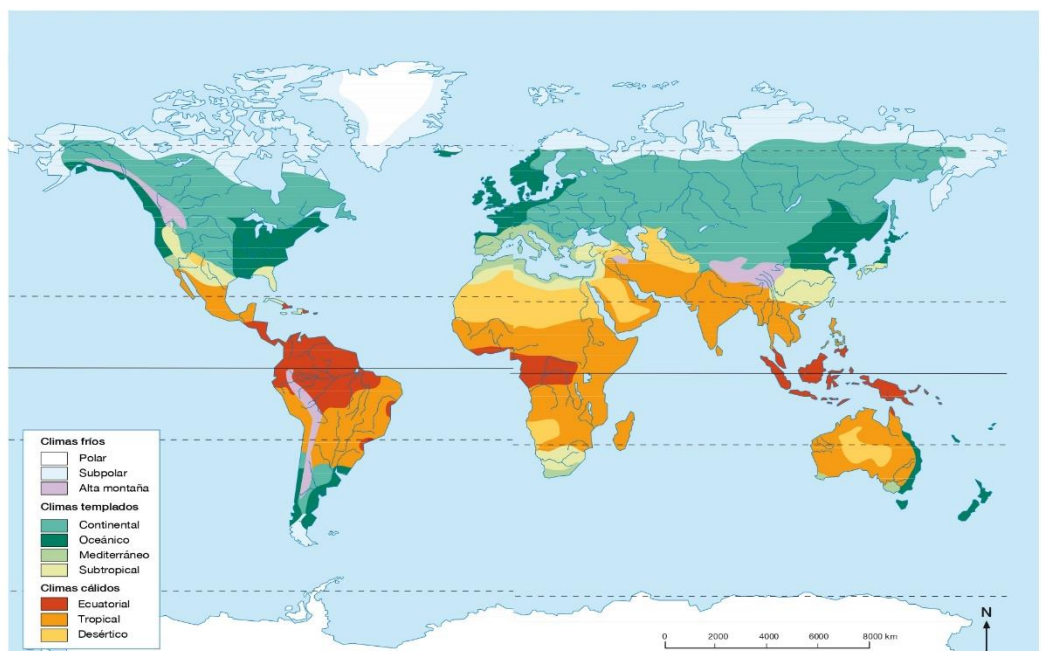 Climas fríos
Polar
Subpolar
Alta montaña
Climas templados
Continental
Oceánico
Mediterráneo
Subtropical
Climas cálidos
Ecuatorial
Tropical
Desértico
0 2000 4000 6000 8000 km
N